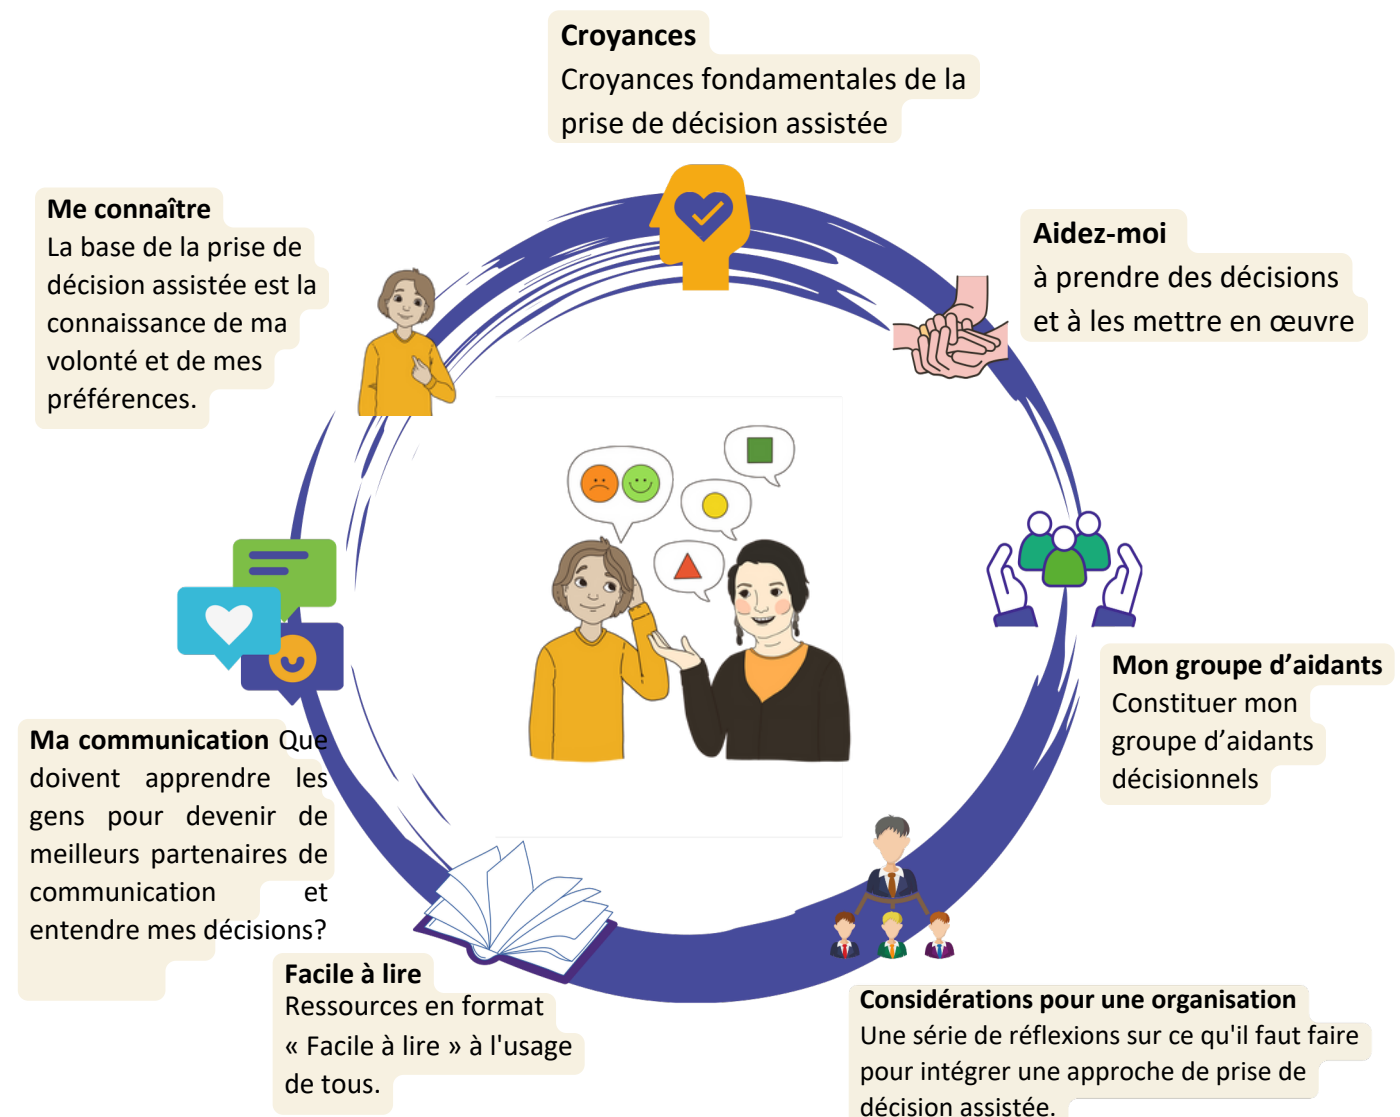 Croyances
Croyances fondamentales de la
prise de décision assistée
Me connaître
La base de la prise de
décision assistée est la
connaissance de ma
volonté et de mes
préférences.
Aidez-moi
à prendre des décisions
et à les mettre en œuvre
Mon groupe d’aidants
Constituer mon
groupe d’aidants
décisionnels
Ma communication Que
doivent apprendre les
gens pour devenir de
meilleurs partenaires de
communication et
entendre mes décisions?
Facile à lire
Ressources en format
« Facile à lire » à l'usage
de tous.
Considérations pour une organisation
Une série de réflexions sur ce qu'il faut faire
pour intégrer une approche de prise de
décision assistée.